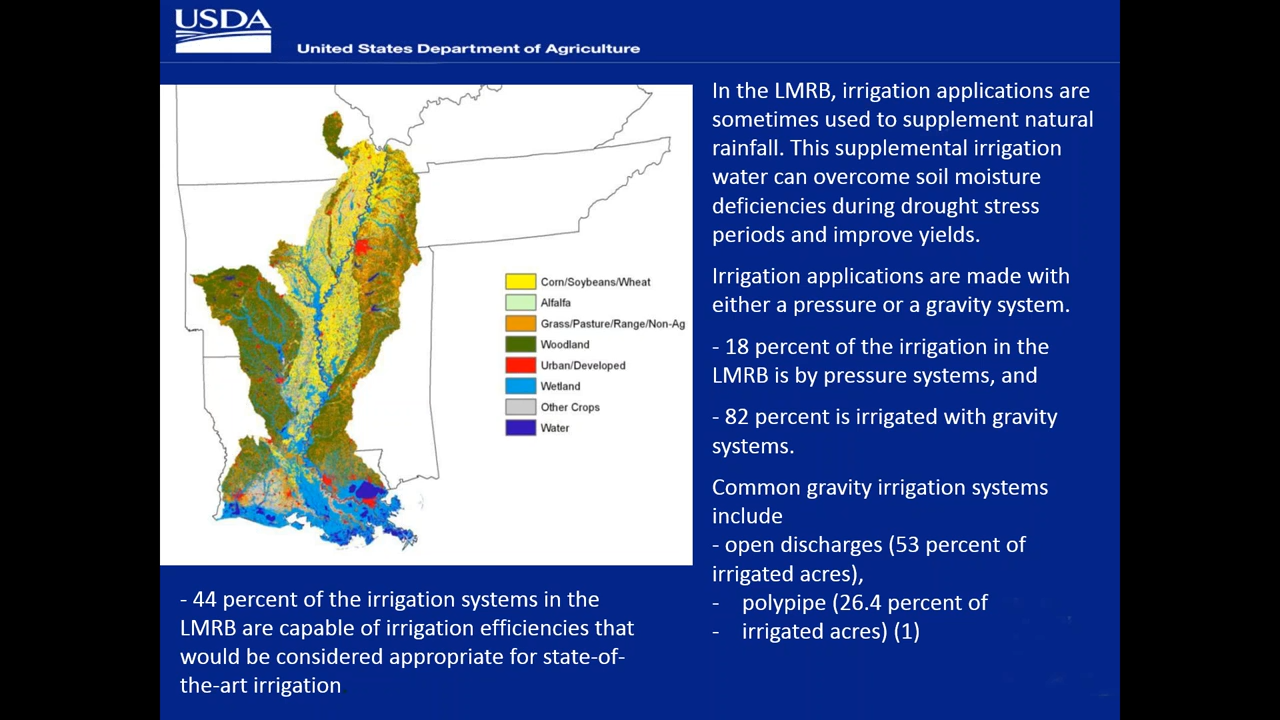 USDA
United States Department of Agriculture
In the LMRB, irrigation applications are
sometimes used to supplement natural
rainfall. This supplemental irrigation
water can overcome soil moisture
deficiencies during drought stress
periods and improve yields.
Irrigation applications are made with
either a pressure or a gravity system.
- 18 percent of the irrigation in the
LMRB is by pressure systems, and
- 82 percent is irrigated with gravity
systems.
Common gravity irrigation systems
include
- open discharges (53 percent of
irrigated acres),
- polypipe (26.4 percent of
- irrigated acres) (1)
Corn/Soybeans/Wheat
Alfalfa
Grass/Pasture/Range/Non-Ag
Woodland
Urban/Developed
Wetland
Other Crops
Water
- 44 percent of the irrigation systems in the
LMRB are capable of irrigation efficiencies that
would be considered appropriate for state-of-
the-art irrigation